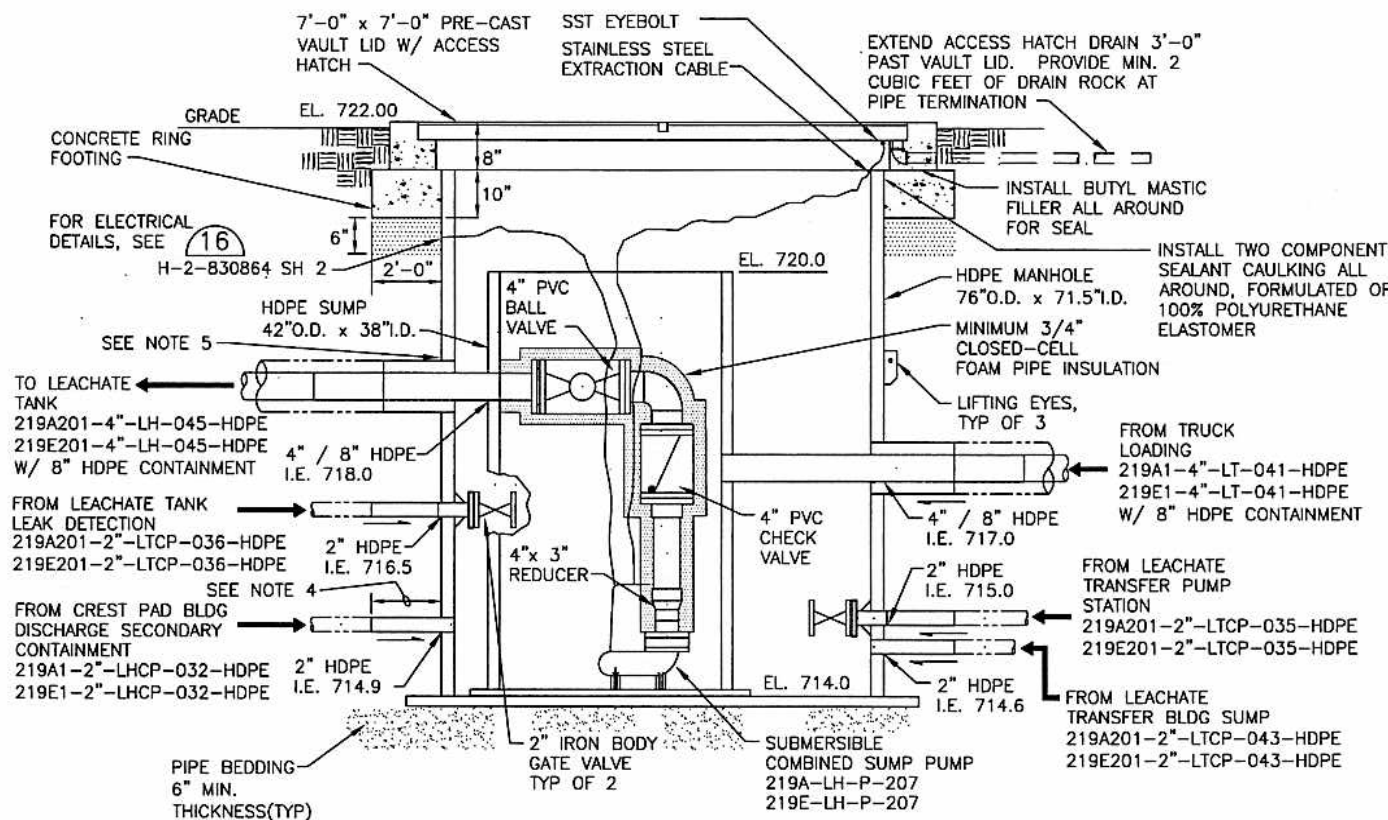 7'-0" x 7'-0" PRE-CAST
VAULT LID W/ ACCESS
HATCH
SST EYEBOLT
STAINLESS STEEL
EXTRACTION CABLE
EXTEND ACCESS HATCH DRAIN 3'-0"
PAST VAULT LID. PROVIDE MIN. 2
CUBIC FEET OF DRAIN ROCK AT
PIPE TERMINATION
GRADE
EL. 722.00
CONCRETE RING
FOOTING
8"
10"
6"
2'-0"
FOR ELECTRICAL
DETAILS, SEE
16
H-2-830864 SH 2
INSTALL BUTYL MASTIC
FILLER ALL AROUND
FOR SEAL
INSTALL TWO COMPONENT
SEALANT CAULKING ALL
AROUND, FORMULATED OF
100% POLYURETHANE
ELASTOMER
EL. 720.0
HDPE MANHOLE
76"O.D. x 71.5"I.D.
HDPE SUMP
42"O.D. x 38"I.D.
4" PVC
BALL
VALVE
MINIMUM 3/4"
CLOSED-CELL
FOAM PIPE INSULATION
SEE NOTE 5
TO LEACHATE
TANK
219A201-4"-LH-045-HDPE
219E201-4"-LH-045-HDPE
W/ 8" HDPE CONTAINMENT
4" / 8" HDPE
I.E. 718.0
LIFTING EYES,
TYP OF 3
FROM TRUCK
LOADING
219A1-4"-LT-041-HDPE
219E1-4"-LT-041-HDPE
W/ 8" HDPE CONTAINMENT
4" / 8" HDPE
I.E. 717.0
FROM LEACHATE TANK
LEAK DETECTION
219A201-2"-LTCP-036-HDPE
219E201-2"-LTCP-036-HDPE
2" HDPE
I.E. 716.5
4" PVC
CHECK
VALVE
4"x 3"
REDUCER
SEE NOTE 4
2" HDPE
I.E. 715.0
FROM LEACHATE
TRANSFER PUMP
STATION
219A201-2"-LTCP-035-HDPE
219E201-2"-LTCP-035-HDPE
FROM CREST PAD BLDG
DISCHARGE SECONDARY
CONTAINMENT
219A1-2"-LHCP-032-HDPE
219E1-2"-LHCP-032-HDPE
2" HDPE
I.E. 714.9
EL. 714.0
2" HDPE
I.E. 714.6
FROM LEACHATE
TRANSFER BLDG SUMP
219A201-2"-LTCP-043-HDPE
219E201-2"-LTCP-043-HDPE
PIPE BEDDING
6" MIN.
THICKNESS(TYP)
2" IRON BODY
GATE VALVE
TYP OF 2
SUBMERSIBLE
COMBINED SUMP PUMP
219A-LH-P-207
219E-LH-P-207